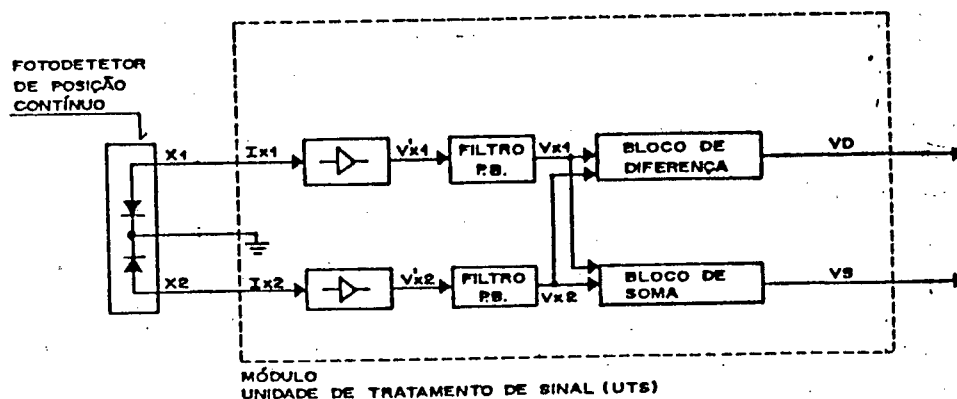 FOTODETETOR
DE POSIÇÃO
CONTÍNUO
X1
Ix1
V'x1
FILTRO
P.B.
Vx1
BLOCO DE
DIFERENÇA
VD
X2
Ix2
V'x2
FILTRO
P.B.
Vx2
BLOCO DE
SOMA
VS
MÓDULO
UNIDADE DE TRATAMENTO DE SINAL (UTS)